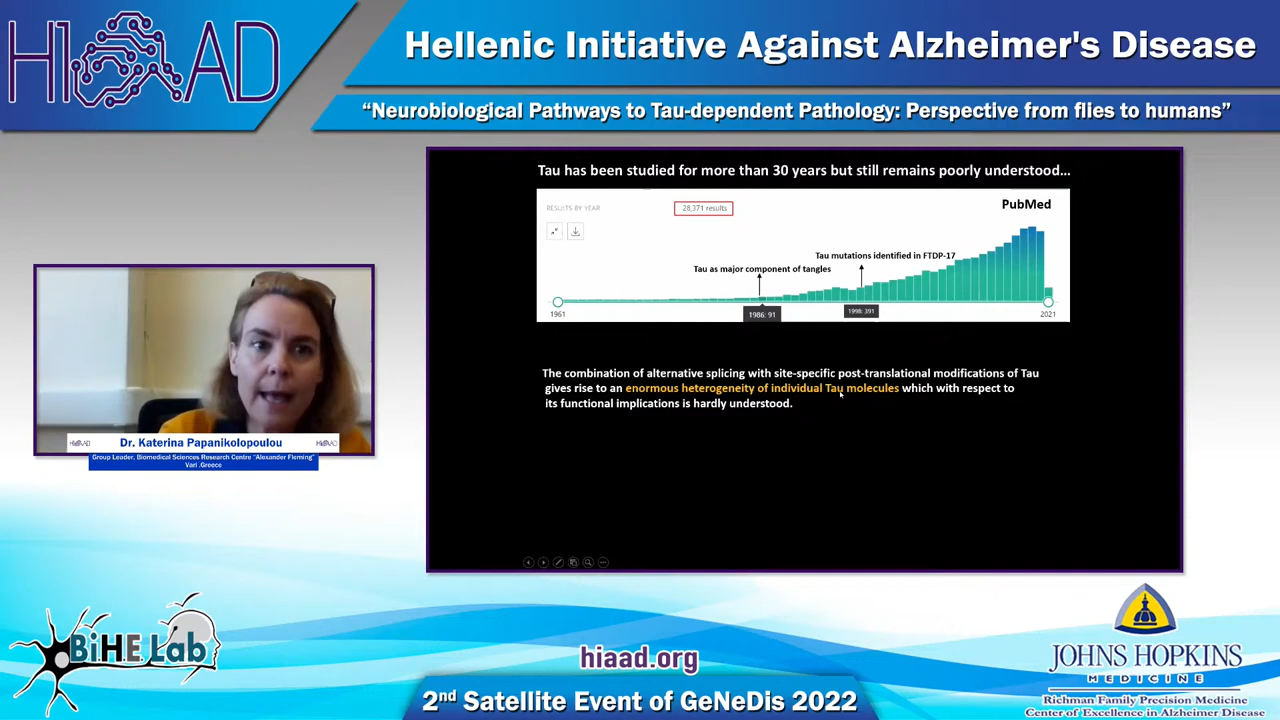 HIAAD
Hellenic Initiative Against Alzheimer's Disease
“Neurobiological Pathways to Tau-dependent Pathology: Perspective from flies to humans”
Tau has been studied for more than 30 years but still remains poorly understood...
RESULTS BY YEAR
28,371 results
PubMed
Tau mutations identified in FTDP-17
Tau as major component of tangles
1961
1986: 91
1998: 391
2021
The combination of alternative splicing with site-specific post-translational modifications of Tau
gives rise to an enormous heterogeneity of individual Tau molecules which with respect to
its functional implications is hardly understood.
HIAAD
Dr. Katerina Papanikolopoulou
HIAAD
Group Leader, Biomedical Sciences Research Centre "Alexander Fleming"
Vari .Greece
BiHE Lab
hiaad.org
2nd Satellite Event of GeNeDis 2022
JOHNS HOPKINS
MEDICINE
Richman Family Precision Medicine
Center of Excellence in Alzheimer Disease